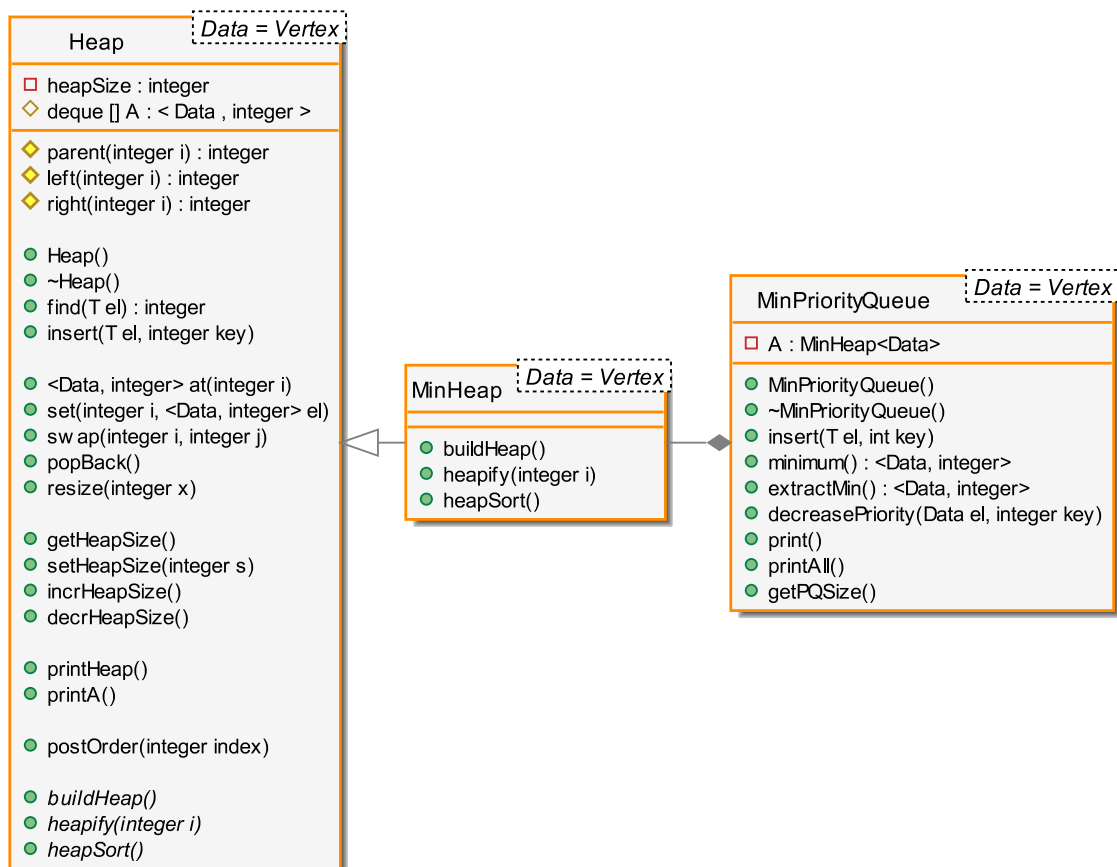 Data = Vertex
Heap
heapSize : integer
deque [] A : < Data , integer >
parent(integer i) : integer
left(integer i) : integer
right(integer i) : integer
Heap()
~Heap()
find(T el) : integer
insert(T el, integer key)
<Data, integer> at(integer i)
set(integer i, <Data, integer> el)
swap(integer i, integer j)
popBack()
resize(integer x)
getHeapSize()
setHeapSize(integer s)
incrHeapSize()
decrHeapSize()
printHeap()
printA()
postOrder(integer index)
buildHeap()
heapify(integer i)
heapSort()
Data = Vertex
MinHeap
buildHeap()
heapify(integer i)
heapSort()
Data = Vertex
MinPriorityQueue
A : MinHeap<Data>
MinPriorityQueue()
~MinPriorityQueue()
insert(T el, int key)
minimum() : <Data, integer>
extractMin() : <Data, integer>
decreasePriority(Data el, integer key)
print()
printAll()
getPQSize()